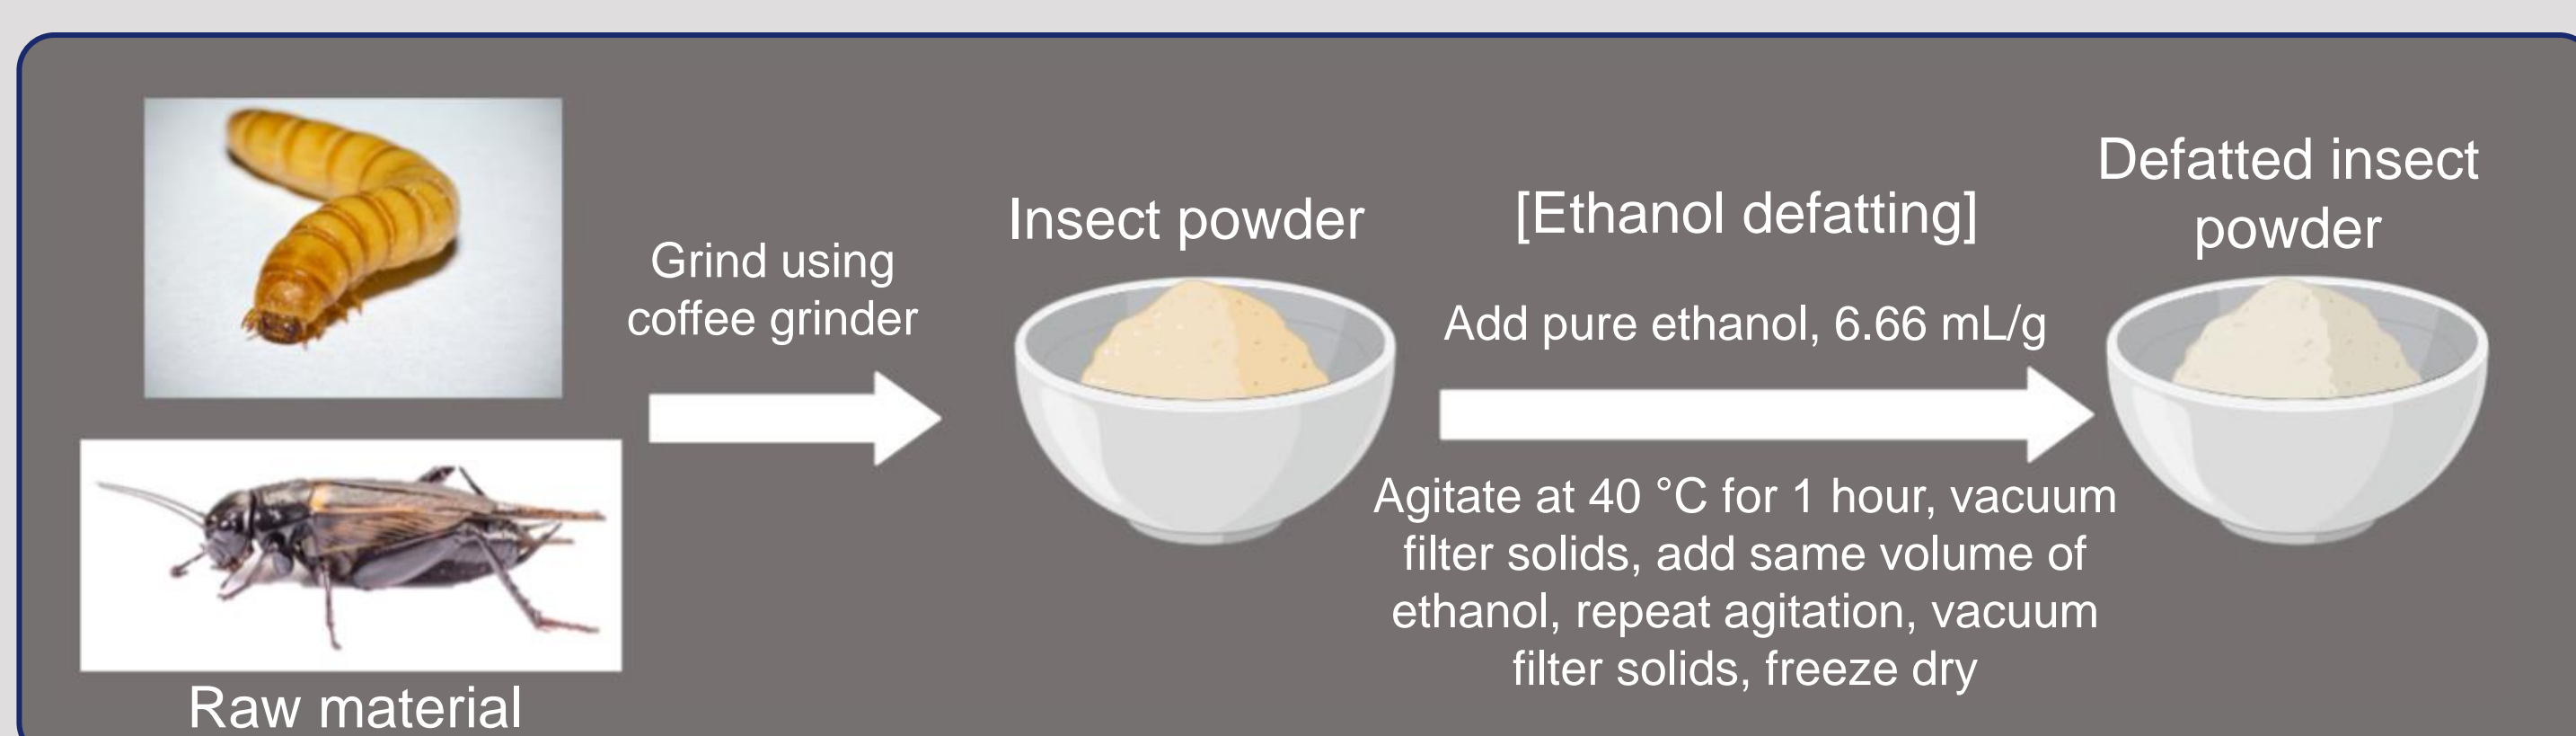 Raw material
Grind using
coffee grinder
Insect powder
[Ethanol defatting]
Add pure ethanol, 6.66 mL/g
Agitate at 40 °C for 1 hour, vacuum
filter solids, add same volume of
ethanol, repeat agitation, vacuum
filter solids, freeze dry
Defatted insect
powder